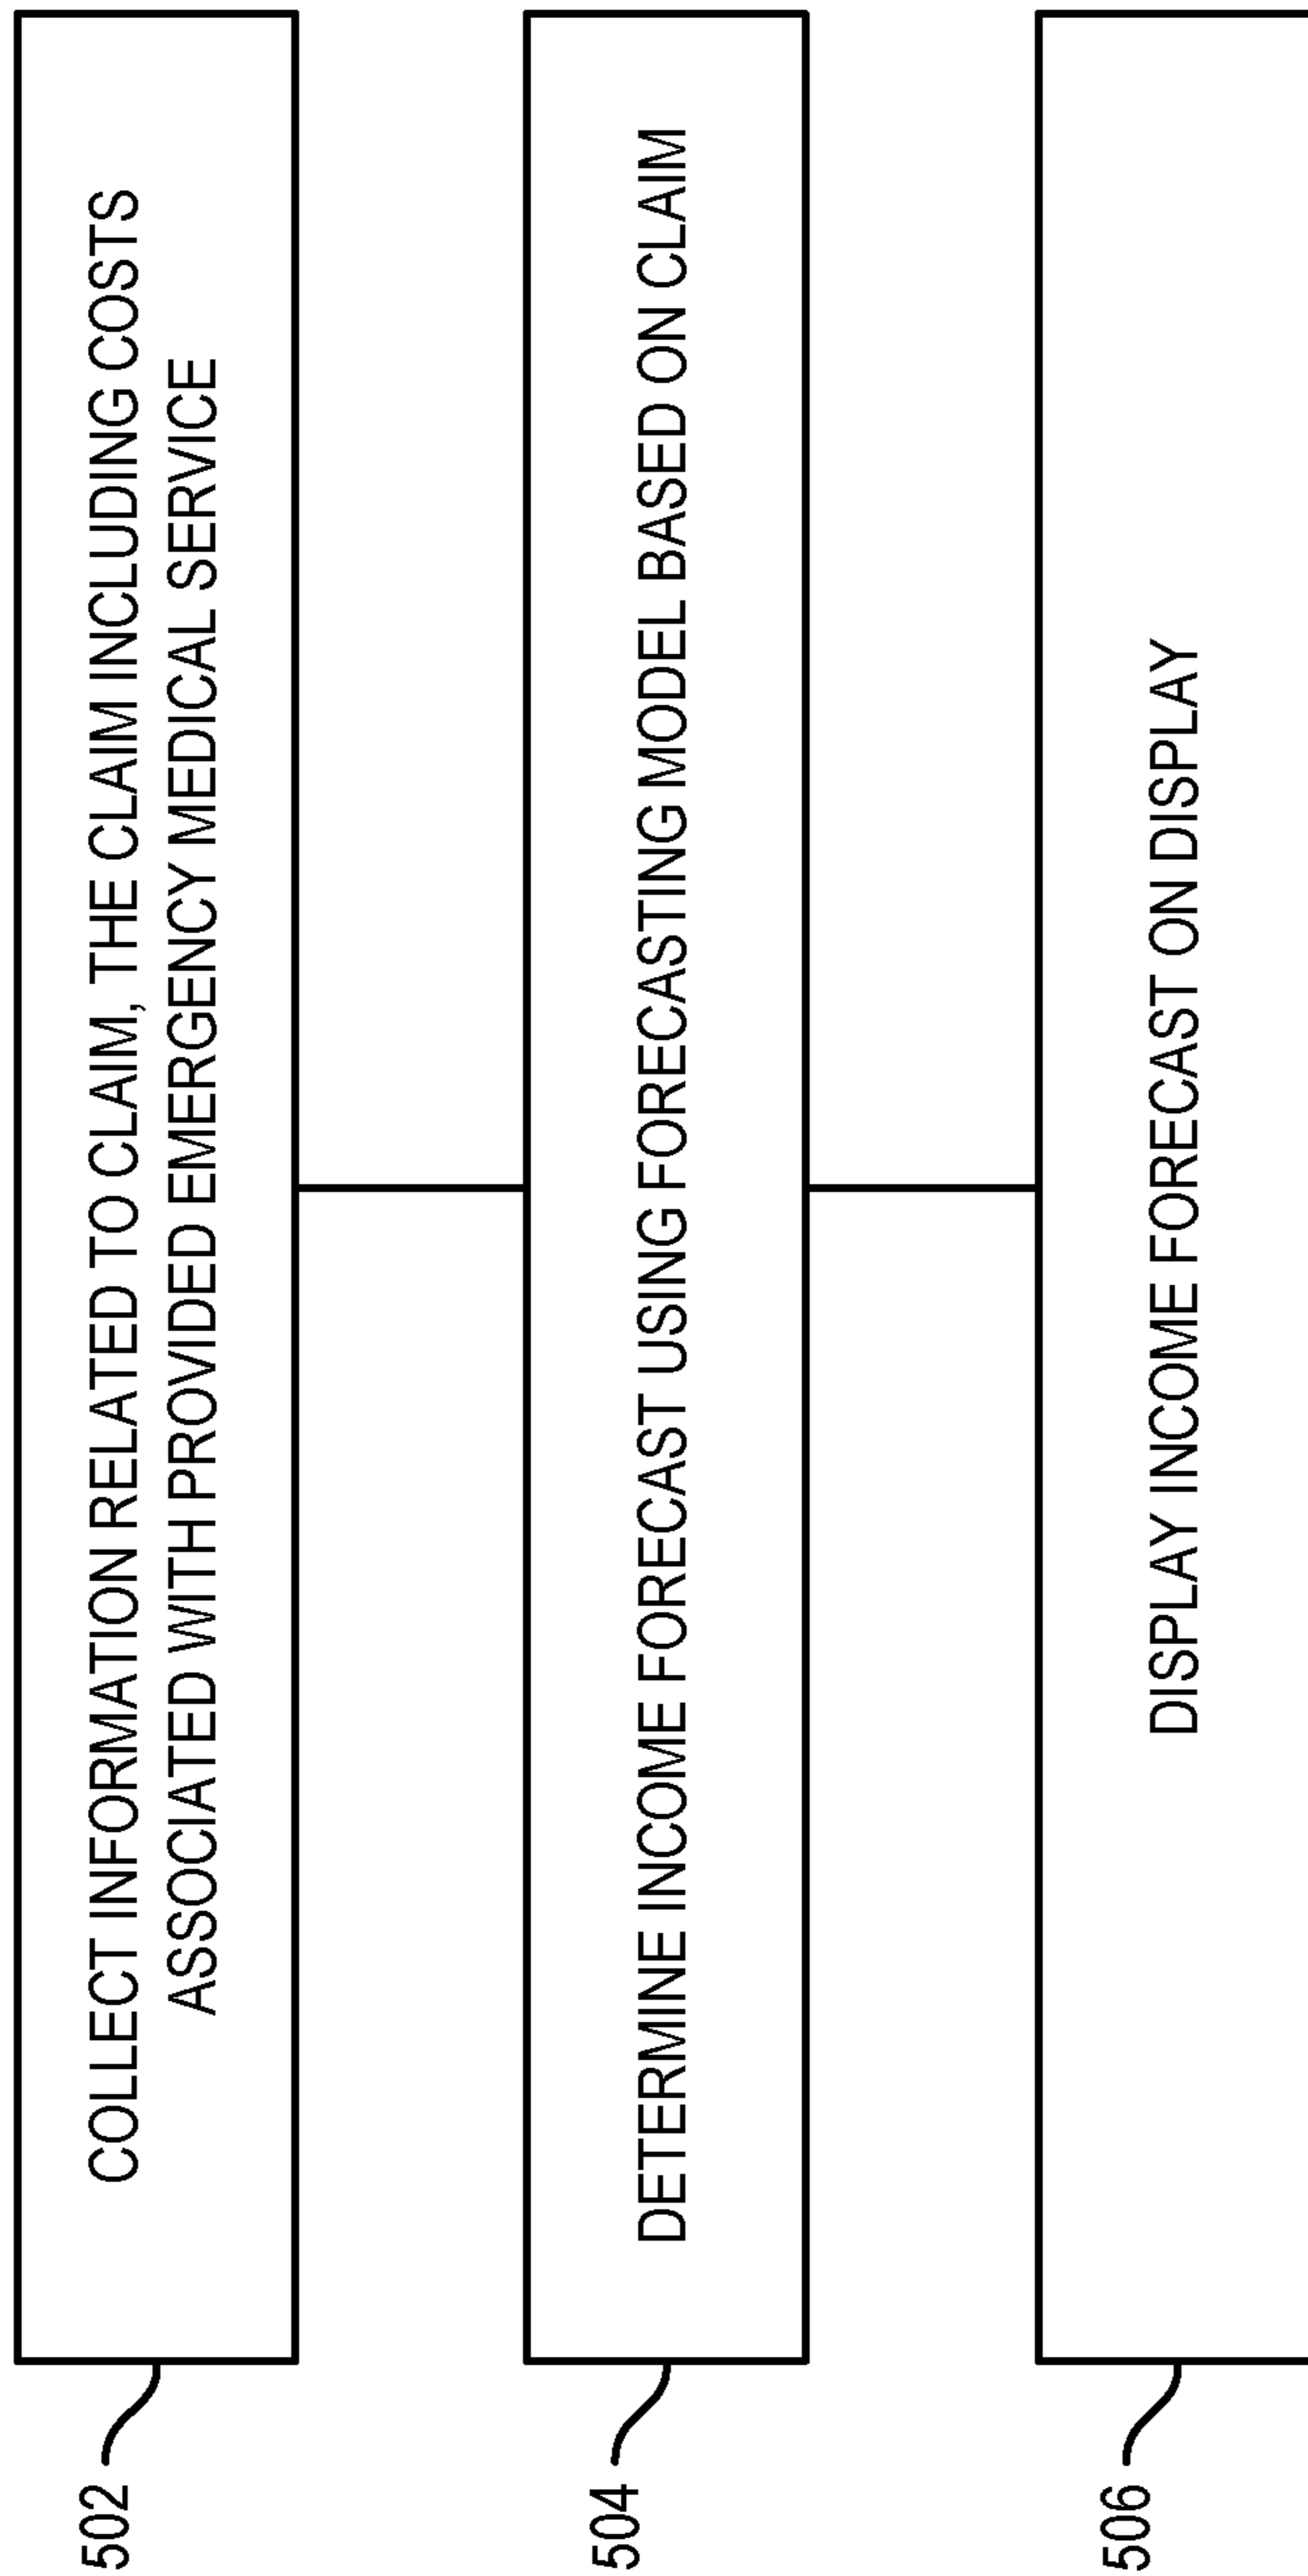 502
COLLECT INFORMATION RELATED TO CLAIM, THE CLAIM INCLUDING COSTS
ASSOCIATED WITH PROVIDED EMERGENCY MEDICAL SERVICE
504
DETERMINE INCOME FORECAST USING FORECASTING MODEL BASED ON CLAIM
506
DISPLAY INCOME FORECAST ON DISPLAY